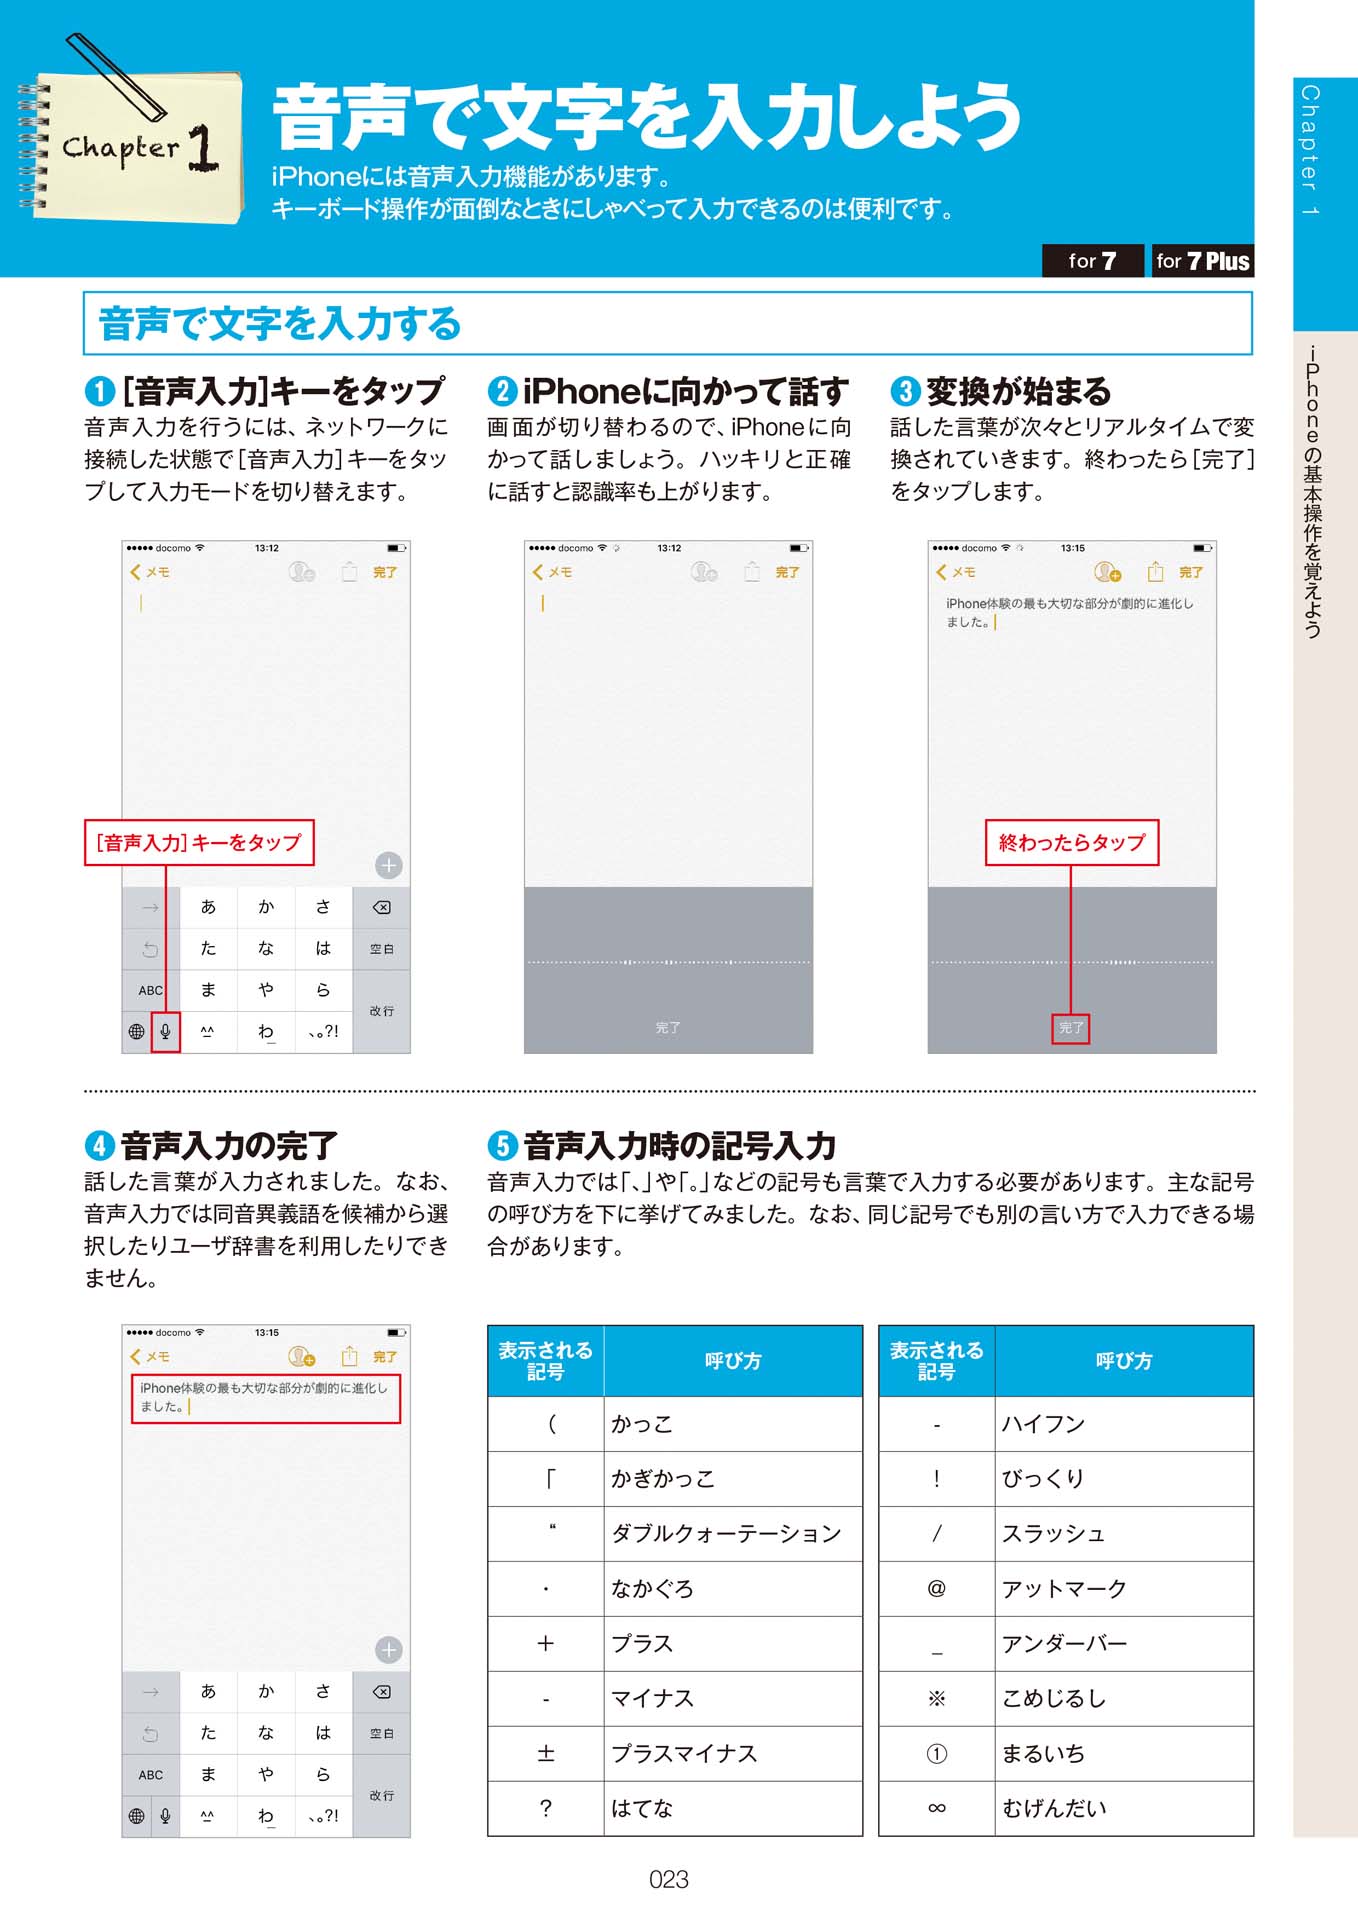 Chapter 1
音声で文字を入力しよう
iPhoneには音声入力機能があります。
キーボード操作が面倒なときにしゃべって入力できるのは便利です。
for 7
for 7 Plus
Chapter 1
iPhoneの基本操作を覚えよう
音声で文字を入力する
❶[音声入力]キーをタップ
音声入力を行うには、ネットワークに
接続した状態で[音声入力]キーをタッ
プして入力モードを切り替えます。
❷iPhoneに向かって話す
画面が切り替わるので、iPhoneに向
かって話しましょう。ハッキリと正確
に話すと認識率も上がります。
❸変換が始まる
話した言葉が次々とリアルタイムで変
換されていきます。終わったら[完了]
をタップします。
docomo 13:12
メモ 完了
[音声入力]キーをタップ
→ あ か さ
た な は 空白
ABC ま や ら 改行
^^ わ_ 、。?!
docomo 13:12
メモ 完了
完了
docomo 13:15
メモ 完了
iPhone体験の最も大切な部分が劇的に進化し
ました。
終わったらタップ
完了
❹音声入力の完了
話した言葉が入力されました。なお、
音声入力では同音異義語を候補から選
択したりユーザ辞書を利用したりでき
ません。
docomo 13:15
メモ 完了
iPhone体験の最も大切な部分が劇的に進化し
ました。
→ あ か さ
た な は 空白
ABC ま や ら 改行
^^ わ_ 、。?!
❺音声入力時の記号入力
音声入力では「、」や「。」などの記号も言葉で入力する必要があります。主な記号
の呼び方を下に挙げてみました。なお、同じ記号でも別の言い方で入力できる場
合があります。
表示される
記号
呼び方
( かっこ
「 かぎかっこ
“ ダブルクォーテーション
・ なかぐろ
＋ プラス
- マイナス
± プラスマイナス
? はてな
表示される
記号
呼び方
- ハイフン
! びっくり
/ スラッシュ
@ アットマーク
_ アンダーバー
※ こめじるし
① まるいち
∞ むげんだい
023